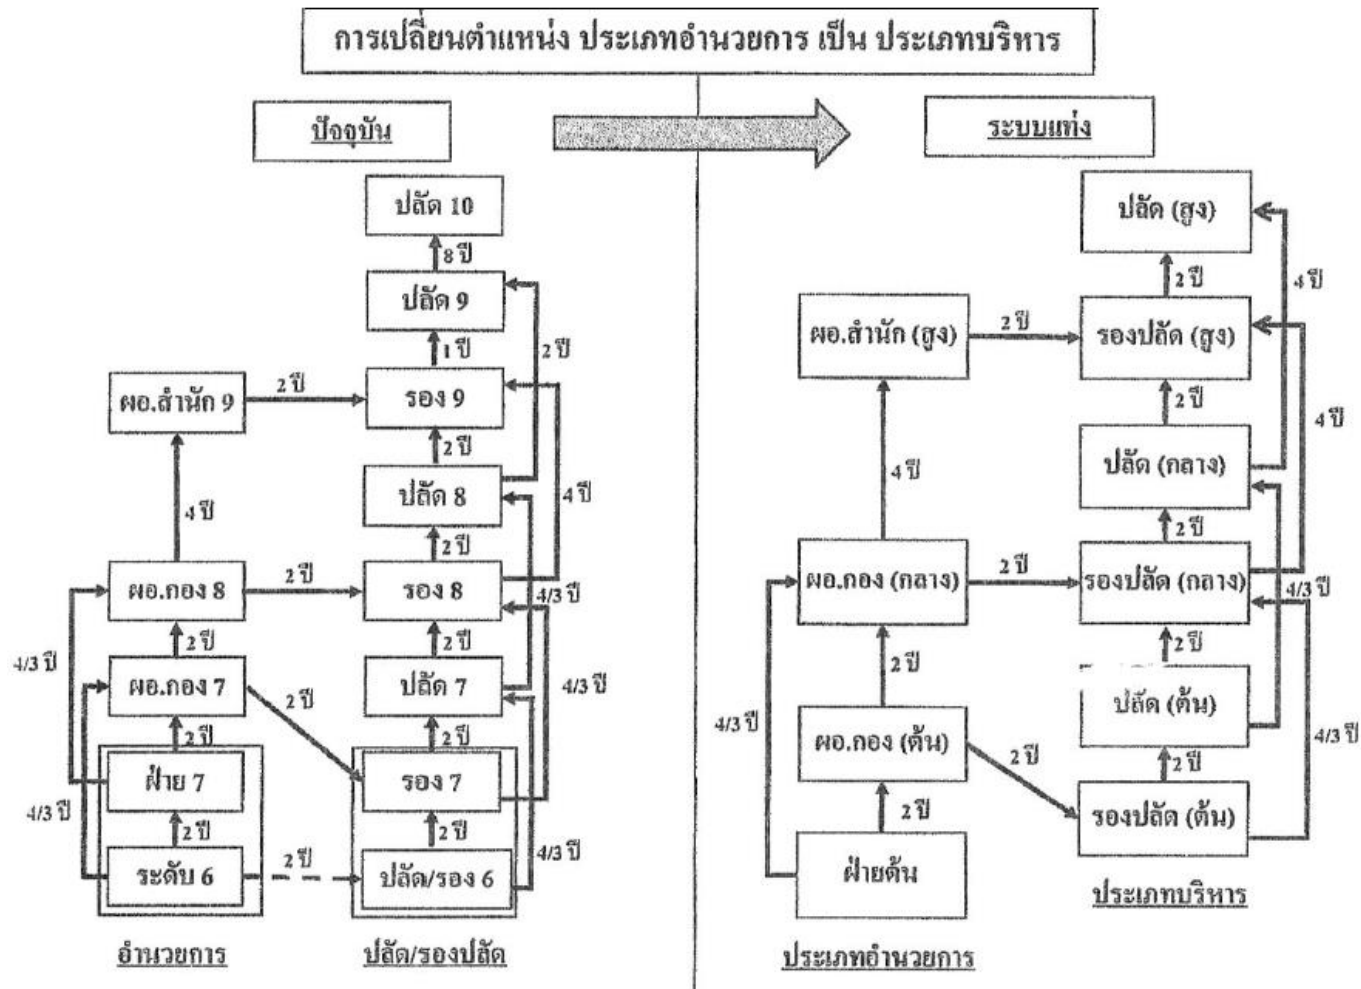 การเปลี่ยนตำแหน่ง ประเภทอำนวยการ เป็น ประเภทบริหาร
ปัจจุบัน
ปลัด 10
8 ปี
ปลัด 9
1 ปี
2 ปี
ผอ.สำนัก 9
2 ปี
รอง 9
2 ปี
4 ปี
ปลัด 8
4 ปี
2 ปี
ผอ.กอง 8
2 ปี
รอง 8
4/3 ปี
2 ปี
2 ปี
4/3 ปี
ผอ.กอง 7
2 ปี
ปลัด 7
4/3 ปี
2 ปี
2 ปี
ฝ่าย 7
รอง 7
4/3 ปี
2 ปี
2 ปี
4/3 ปี
ระดับ 6
2 ปี
ปลัด/รอง 6
อำนวยการ
ปลัด/รองปลัด
ระบบแท่ง
ปลัด (สูง)
2 ปี
4 ปี
ผอ.สำนัก (สูง)
2 ปี
รองปลัด (สูง)
2 ปี
4 ปี
4 ปี
ปลัด (กลาง)
2 ปี
ผอ.กอง (กลาง)
2 ปี
รองปลัด (กลาง)
4/3 ปี
2 ปี
2 ปี
ปลัด (ต้น)
4/3 ปี
ผอ.กอง (ต้น)
2 ปี
2 ปี
4/3 ปี
2 ปี
รองปลัด (ต้น)
ฝ่ายต้น
ประเภทบริหาร
ประเภทอำนวยการ